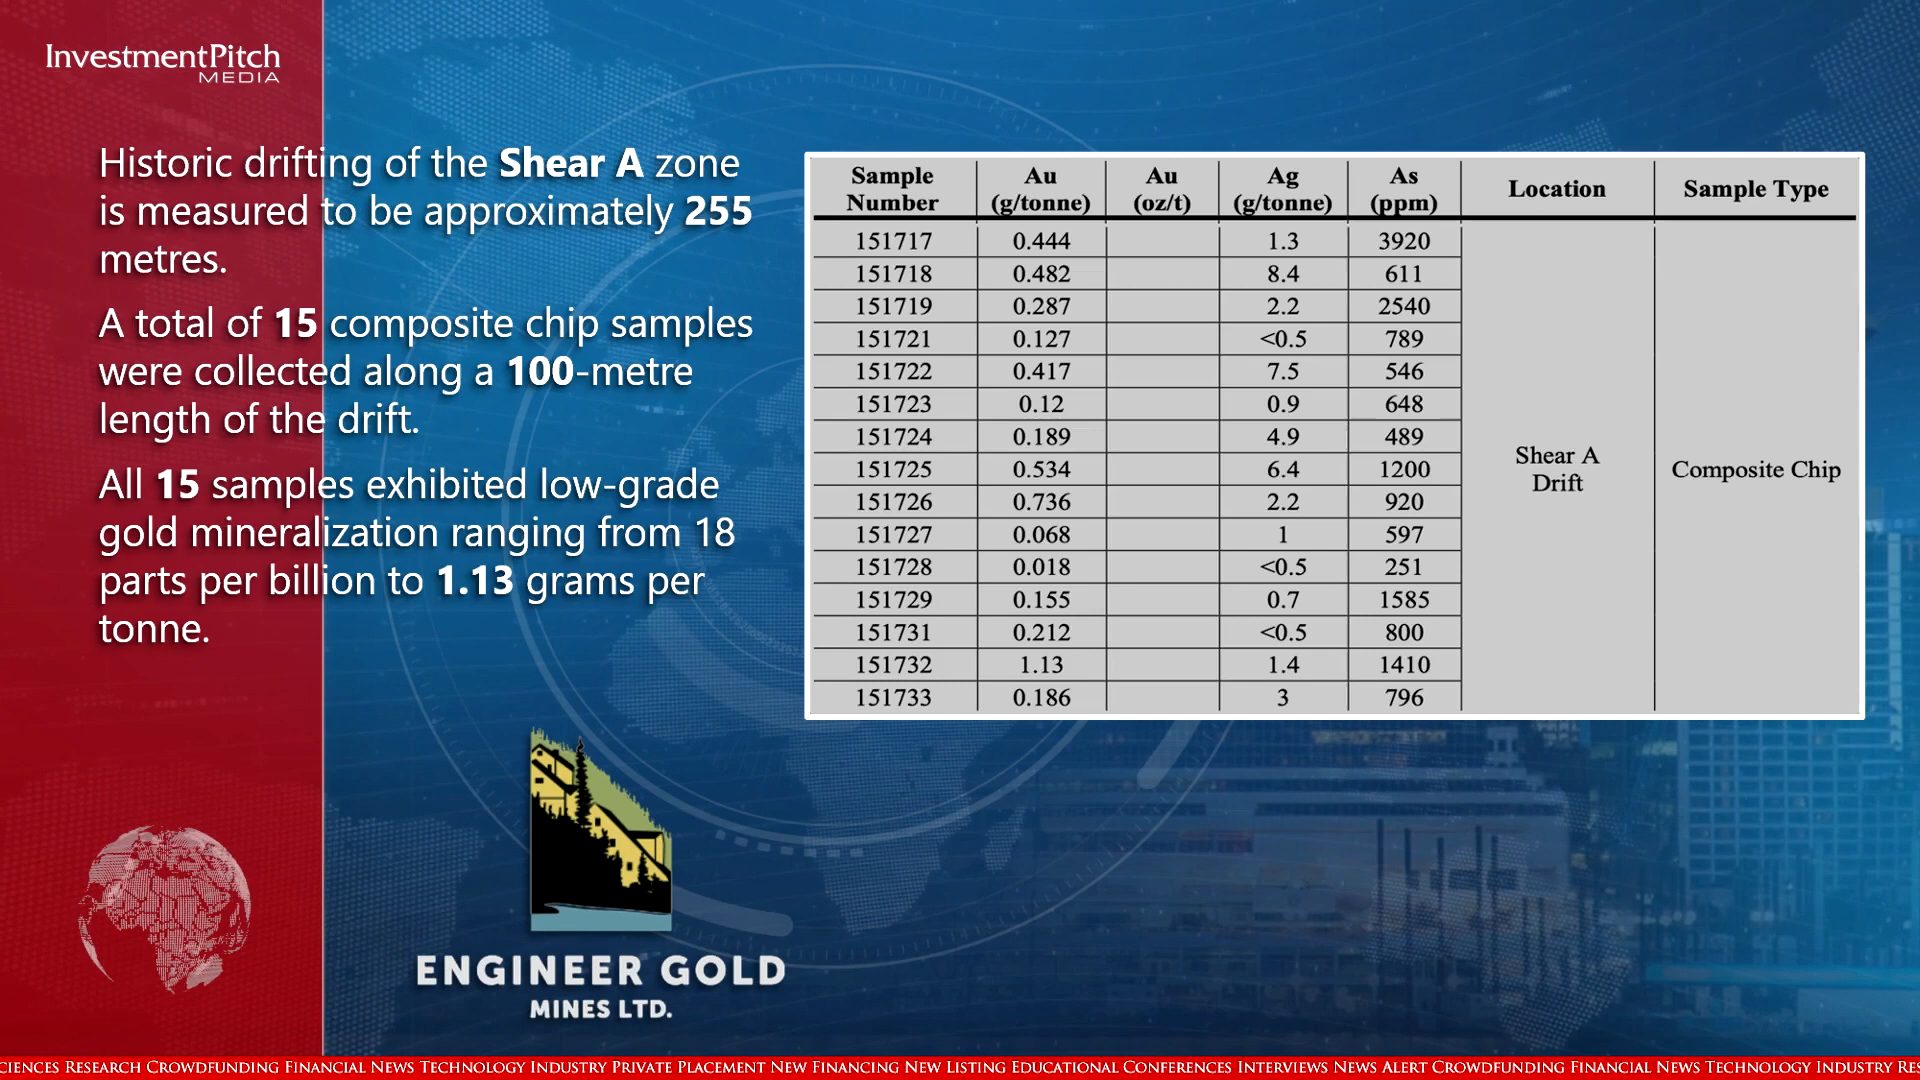 InvestmentPitch
MEDIA
Historic drifting of the Shear A zone
is measured to be approximately 255
metres.
A total of 15 composite chip samples
were collected along a 100-metre
length of the drift.
All 15 samples exhibited low-grade
gold mineralization ranging from 18
parts per billion to 1.13 grams per
tonne.
Sample Number Au (g/tonne) Au (oz/t) Ag (g/tonne) As (ppm) Location Sample Type
151717 0.444 1.3 3920
151718 0.482 8.4 611
151719 0.287 2.2 2540
151721 0.127 <0.5 789
151722 0.417 7.5 546
151723 0.12 0.9 648
151724 0.189 4.9 489
151725 0.534 6.4 1200
151726 0.736 2.2 920
151727 0.068 1 597
151728 0.018 <0.5 251
151729 0.155 0.7 1585
151731 0.212 <0.5 800
151732 1.13 1.4 1410
151733 0.186 3 796
Shear A
Drift
Composite Chip
ENGINEER GOLD
MINES LTD.
CIENCES RESEARCH CROWDFUNDING FINANCIAL NEWS TECHNOLOGY INDUSTRY PRIVATE PLACEMENT NEW FINANCING NEW LISTING EDUCATIONAL CONFERENCES INTERVIEWS NEWS ALERT CROWDFUNDING FINANCIAL NEWS TECHNOLOGY INDUSTRY RES